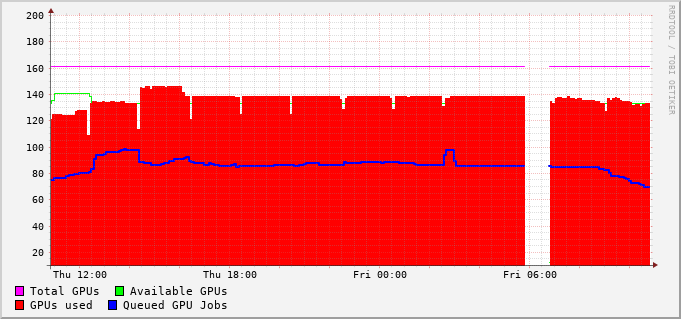 RRDTOOL / TOBI OETIKER
200
180
160
140
120
100
80
60
40
20
Thu 12:00 Thu 18:00 Fri 00:00 Fri 06:00
Total GPUs Available GPUs
GPUs used Queued GPU Jobs